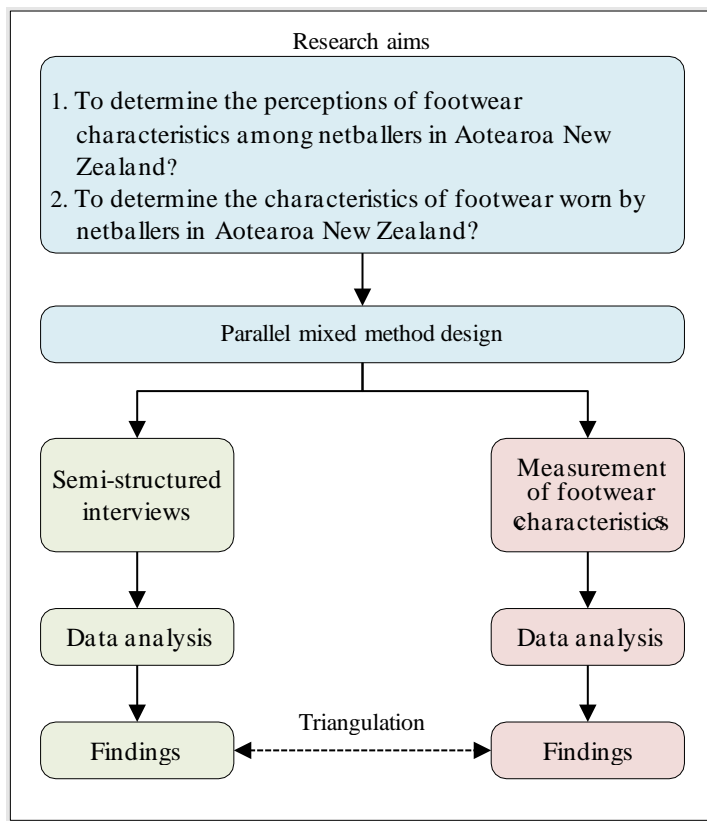 Research aims
1. To determine the perceptions of footwear
characteristics among netballers in Aotearoa New
Zealand?
2. To determine the characteristics of footwear worn by
netballers in Aotearoa New Zealand?
Parallel mixed method design
Semi-structured
interviews
Measurement
of footwear
characteristics
Data analysis
Data analysis
Triangulation
Findings
Findings